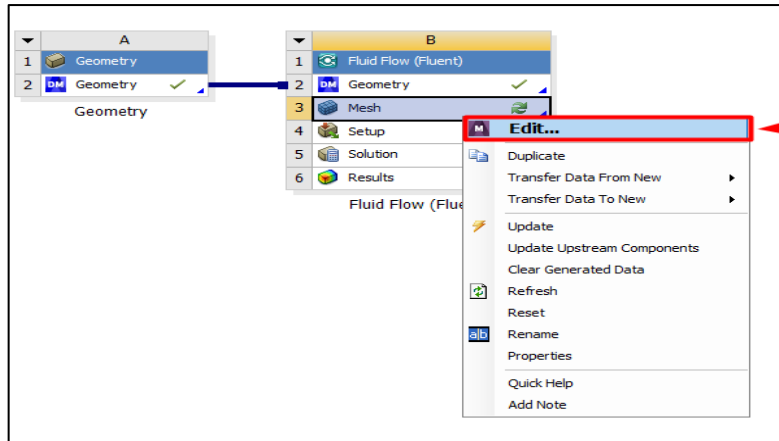 A
1 Geometry
2 DM Geometry
Geometry
B
1 Fluid Flow (Fluent)
2 DM Geometry
3 Mesh
4 Setup
5 Solution
6 Results
Fluid Flow (Flue
M Edit...
Duplicate
Transfer Data From New
Transfer Data To New
Update
Update Upstream Components
Clear Generated Data
Refresh
Reset
a|b Rename
Properties
Quick Help
Add Note